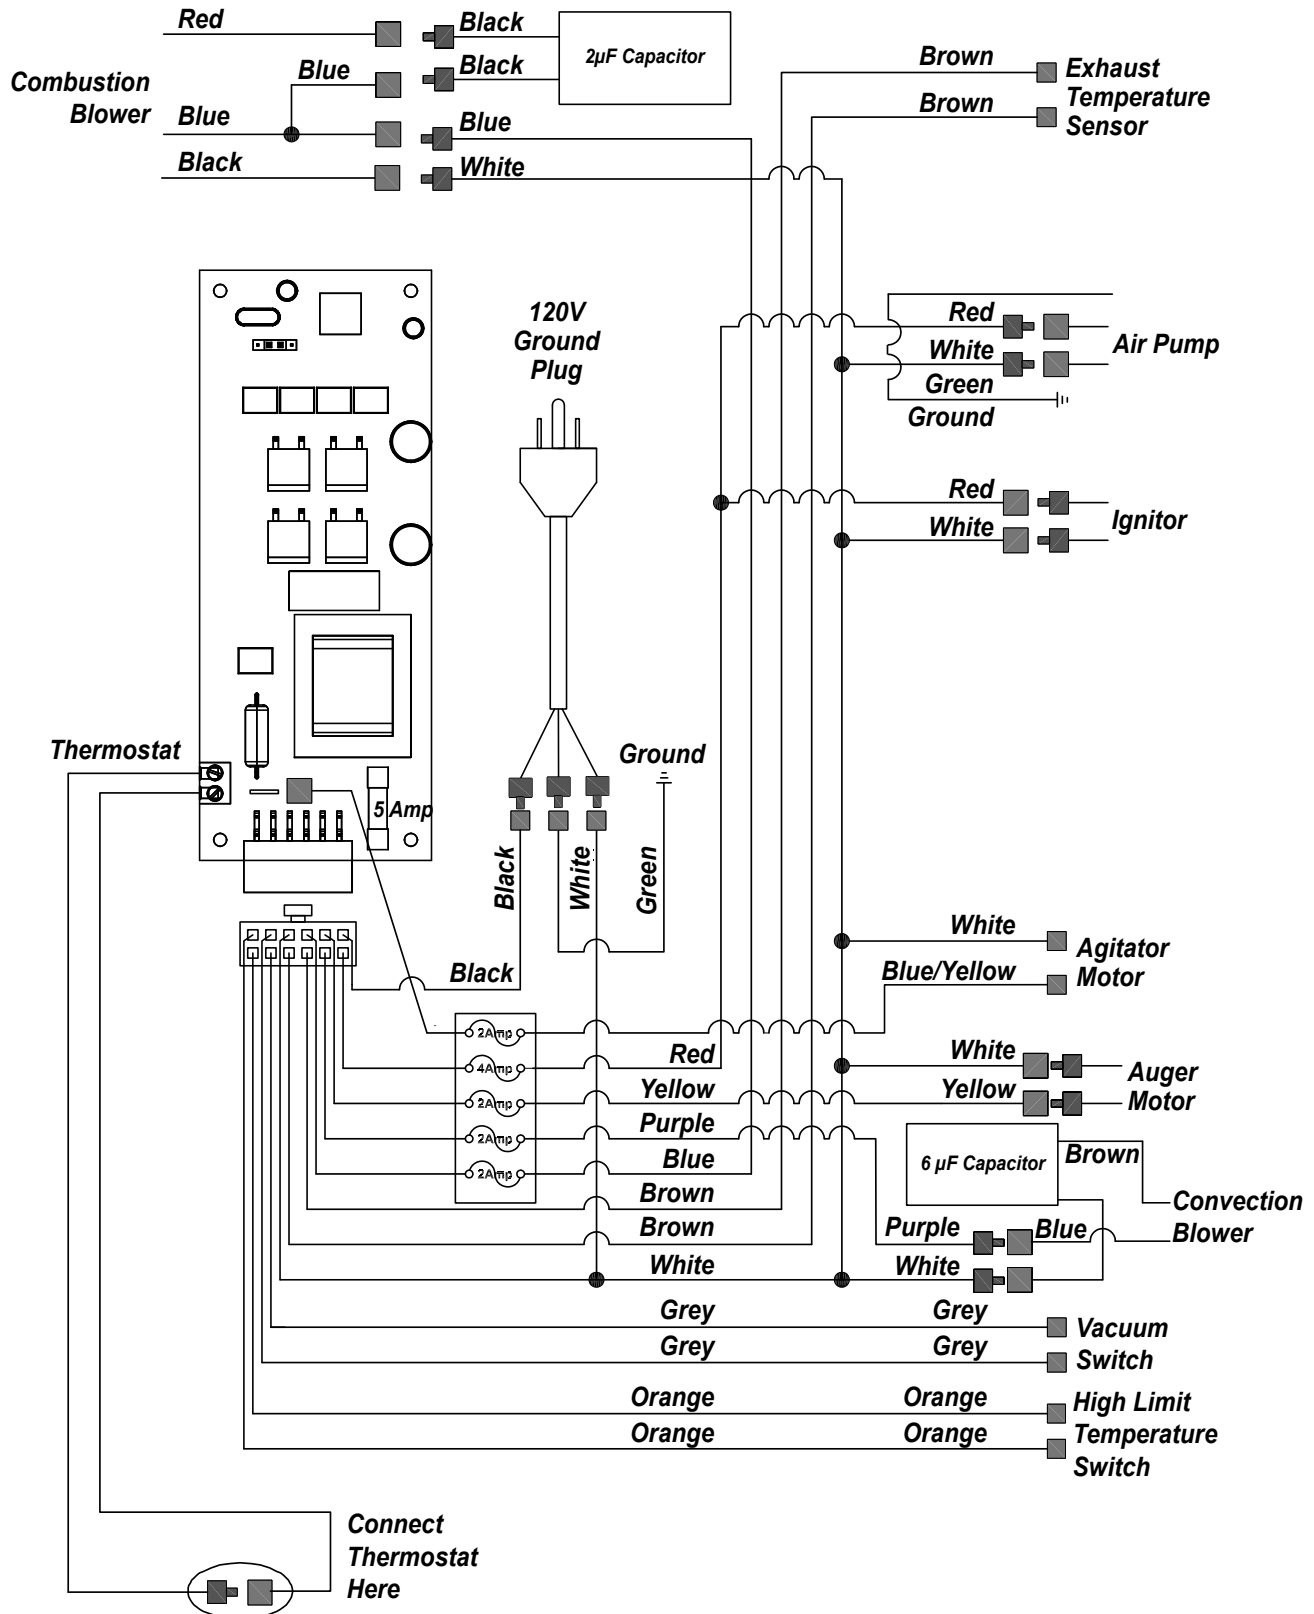 Red
Black
2µF Capacitor
Brown
Exhaust
Temperature
Sensor
Combustion
Blower
Blue
Black
Brown
Blue
Blue
Black
White
120V
Ground
Plug
Red
White
Air Pump
Green
Ground
Red
White
Ignitor
Thermostat
Ground
5 Amp
Black
White
Green
White
Agitator
Motor
Blue/Yellow
Black
2Amp
4Amp
Red
White
Auger
Motor
2Amp
Yellow
Yellow
2Amp
Purple
2Amp
Blue
6 µF Capacitor
Brown
Convection
Blower
Brown
Brown
Purple
Blue
White
White
Grey
Grey
Vacuum
Switch
Grey
Grey
Orange
Orange
High Limit
Temperature
Switch
Orange
Orange
Connect
Thermostat
Here